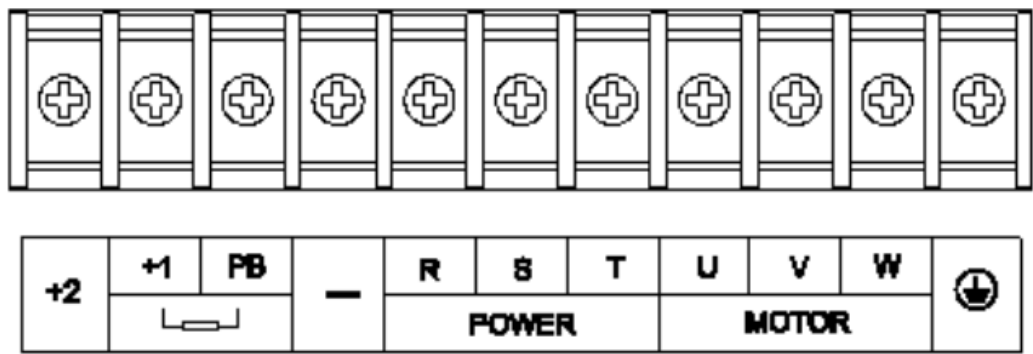 +2 +1 PB — R S T U V W
POWER MOTOR